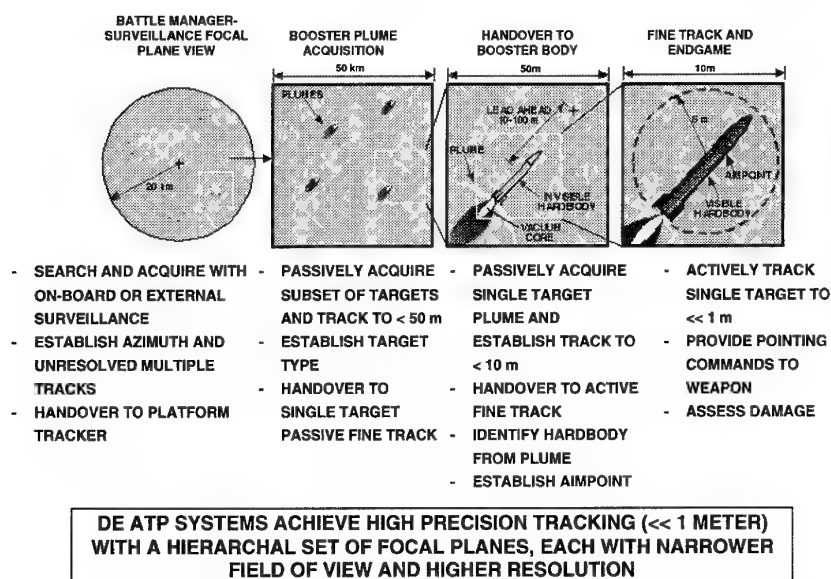 BATTLE MANAGER-
SURVEILLANCE FOCAL
PLANE VIEW
20 km
BOOSTER PLUME
ACQUISITION
50 km
PLUMES
HANDOVER TO
BOOSTER BODY
50m
LEAD AHEAD
10-100 m
PLUME
INVISIBLE
HARDBODY
VACUUM
CORE
FINE TRACK AND
ENDGAME
10m
5 m
AIMPOINT
VISIBLE
HARDBODY
- SEARCH AND ACQUIRE WITH
ON-BOARD OR EXTERNAL
SURVEILLANCE
- ESTABLISH AZIMUTH AND
UNRESOLVED MULTIPLE
TRACKS
- HANDOVER TO PLATFORM
TRACKER
- PASSIVELY ACQUIRE
SUBSET OF TARGETS
AND TRACK TO < 50 m
- ESTABLISH TARGET
TYPE
- HANDOVER TO
SINGLE TARGET
PASSIVE FINE TRACK
- PASSIVELY ACQUIRE
SINGLE TARGET
PLUME AND
ESTABLISH TRACK TO
< 10 m
- HANDOVER TO ACTIVE
FINE TRACK
- IDENTIFY HARDBODY
FROM PLUME
- ESTABLISH AIMPOINT
- ACTIVELY TRACK
SINGLE TARGET TO
<< 1 m
- PROVIDE POINTING
COMMANDS TO
WEAPON
- ASSESS DAMAGE
DE ATP SYSTEMS ACHIEVE HIGH PRECISION TRACKING (<< 1 METER)
WITH A HIERARCHAL SET OF FOCAL PLANES, EACH WITH NARROWER
FIELD OF VIEW AND HIGHER RESOLUTION